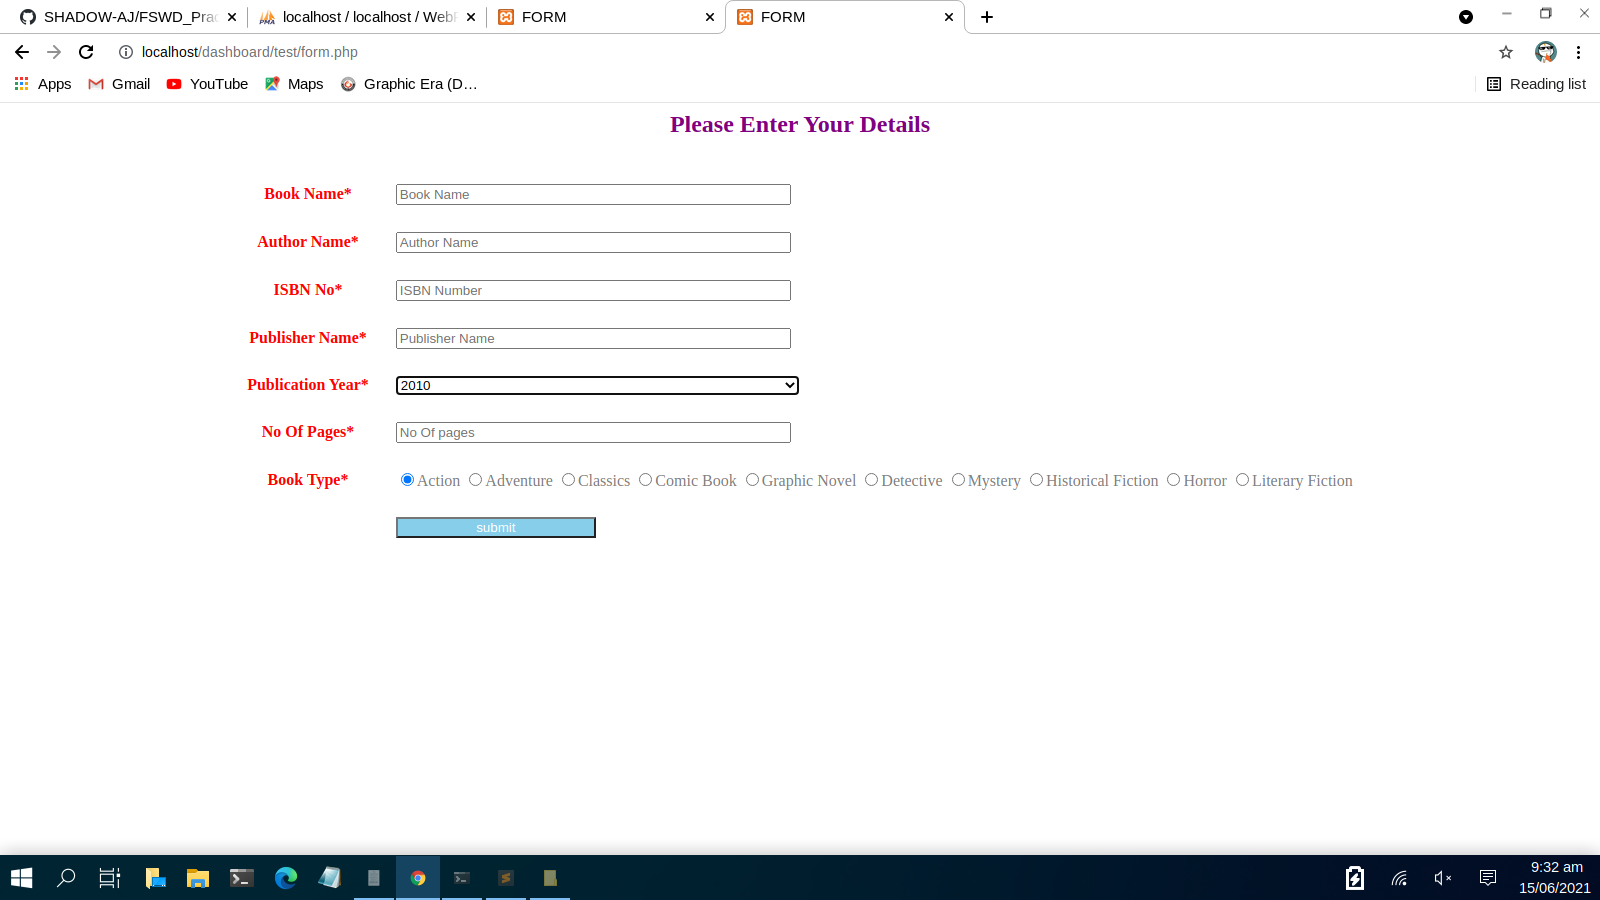 SHADOW-AJ/FSWD_Prac
localhost / localhost / Web
FORM
FORM
localhost/dashboard/test/form.php
Apps
Gmail
YouTube
Maps
Graphic Era (D...
Reading list
Please Enter Your Details
Book Name*
Book Name
Author Name*
Author Name
ISBN No*
ISBN Number
Publisher Name*
Publisher Name
Publication Year*
2010
No Of Pages*
No Of pages
Book Type*
Action Adventure Classics Comic Book Graphic Novel Detective Mystery Historical Fiction Horror Literary Fiction
submit
9:32 am
15/06/2021